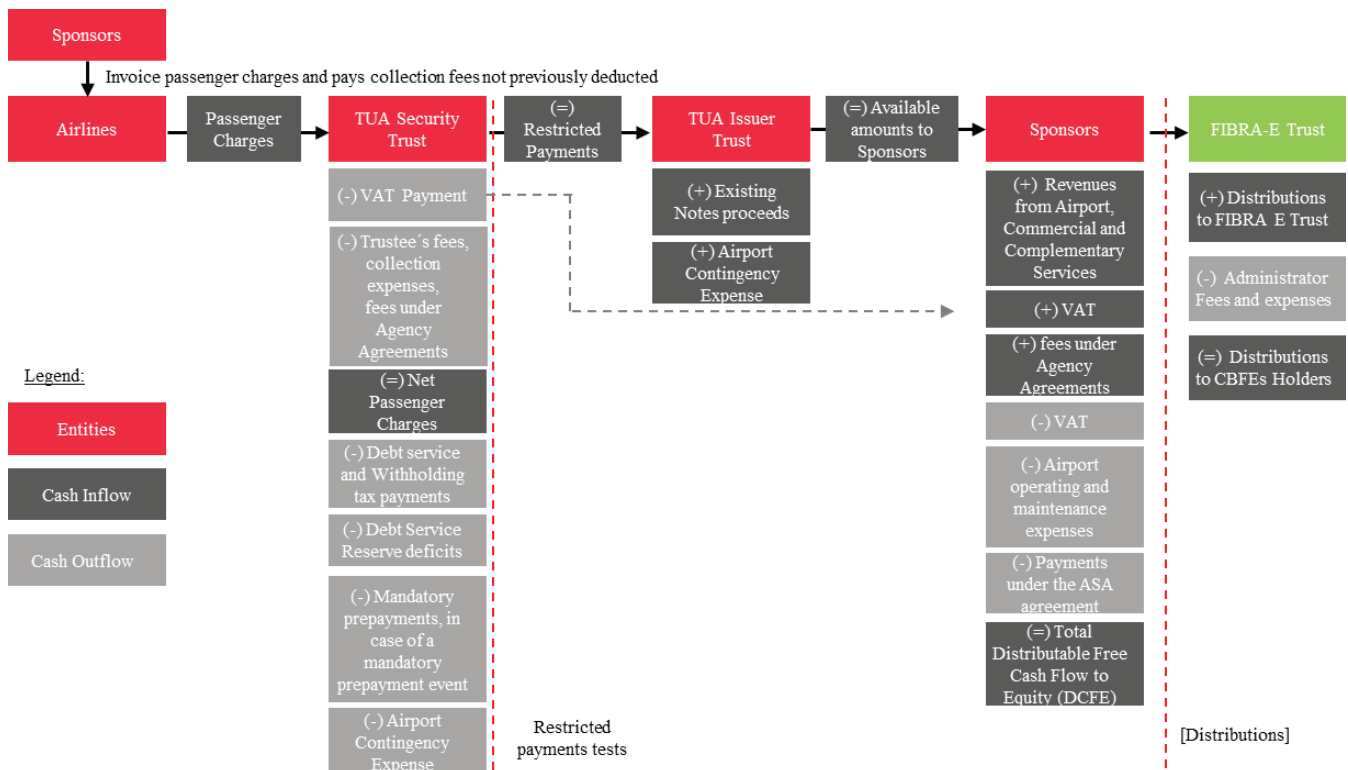 Sponsors
Invoice passenger charges and pays collection fees not previously deducted
Airlines
Passenger
Charges
TUA Security
Trust
(=)
Restricted
Payments
TUA Issuer
Trust
(=) Available
amounts to
Sponsors
Sponsors
FIBRA-E Trust
(-) VAT Payment
(-) Trustee´s fees,
collection
expenses,
fees under
Agency
Agreements
(=) Net
Passenger
Charges
(-) Debt service
and Withholding
tax payments
(-) Debt Service
Reserve deficits
(-) Mandatory
prepayments, in
case of a
mandatory
prepayment event
(-) Airport
Contingency
Expense
(+) Existing
Notes proceeds
(+) Airport
Contingency
Expense
(+) Revenues
from Airport,
Commercial and
Complementary
Services
(+) VAT
(+) fees under
Agency
Agreements
(-) VAT
(-) Airport
operating and
maintenance
expenses
(-) Payments
under the ASA
agreement
(=) Total
Distributable Free
Cash Flow to
Equity (DCFE)
(+) Distributions
to FIBRA E Trust
(-) Administrator
Fees and expenses
(=) Distributions
to CBFEs Holders
Legend:
Entities
Cash Inflow
Cash Outflow
Restricted
payments tests
[Distributions]